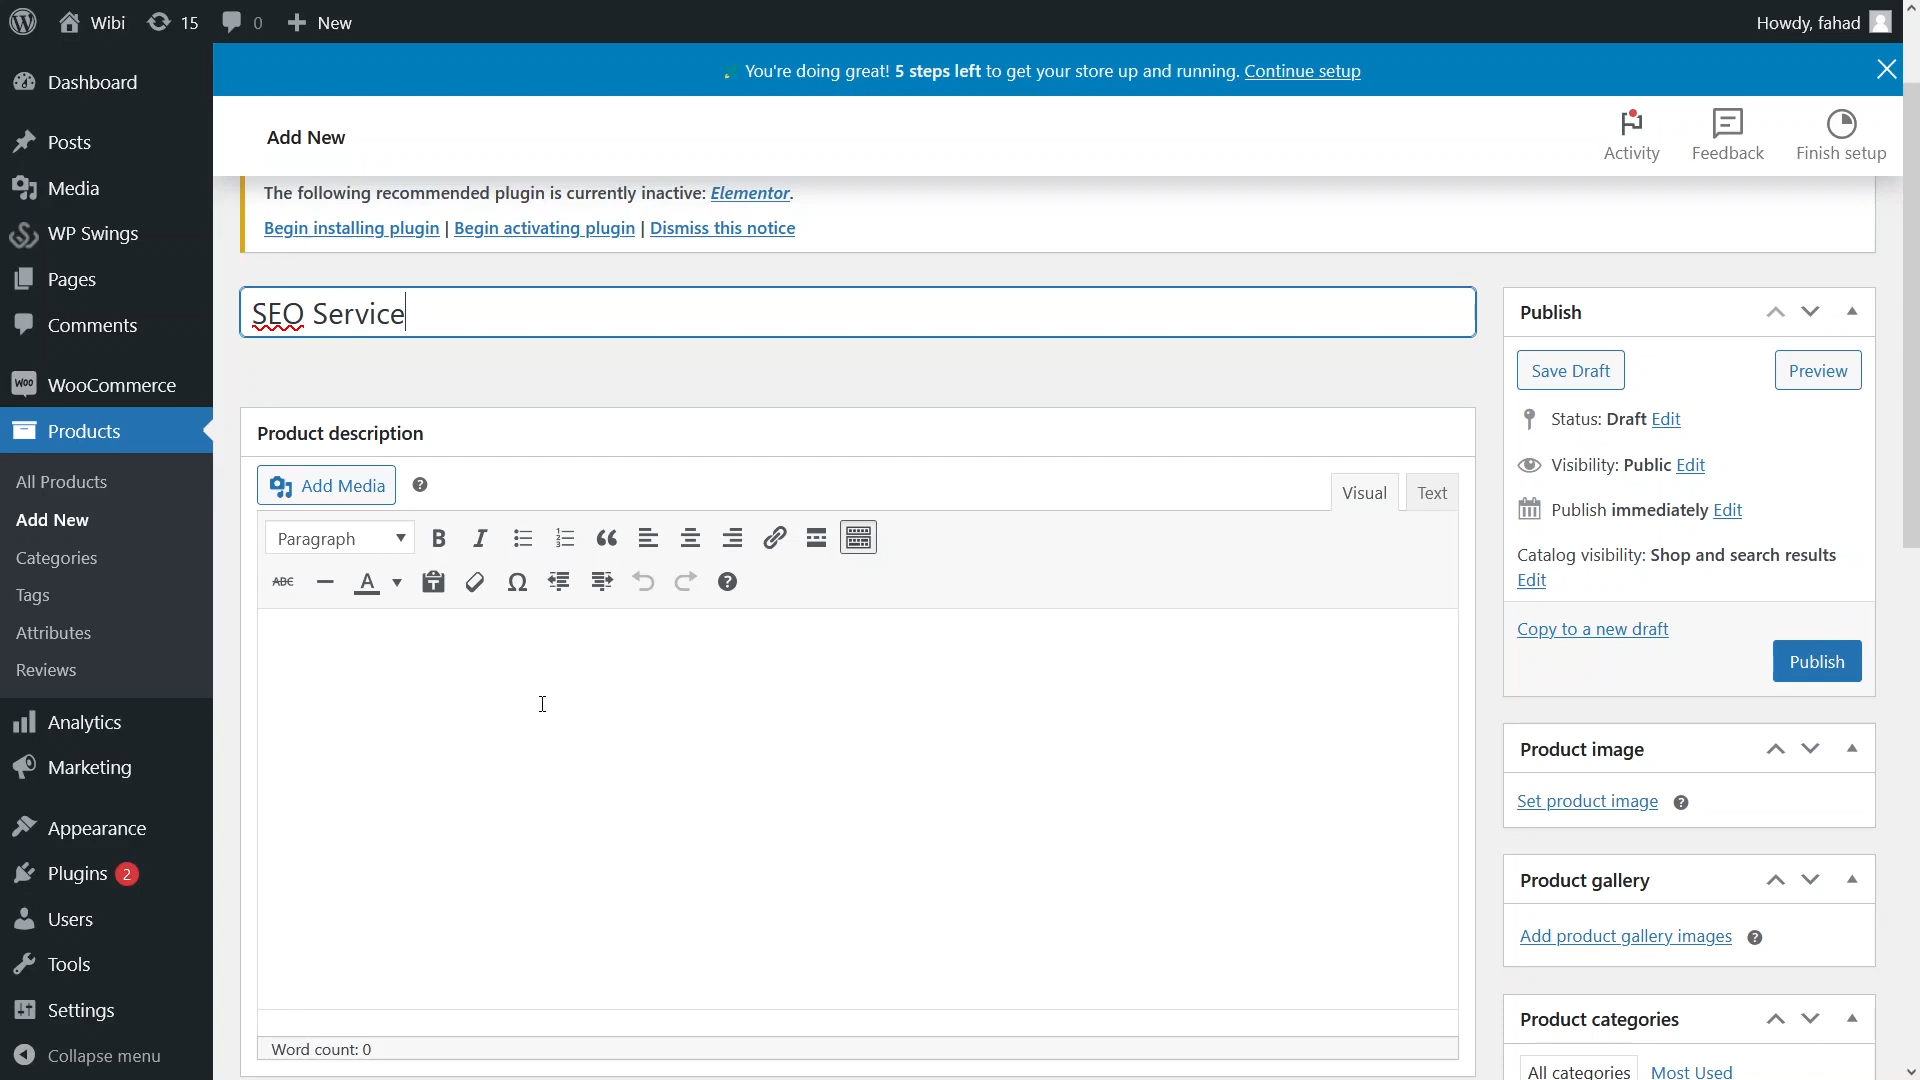 Wibi 15 0 New Howdy, fahad
You're doing great! 5 steps left to get your store up and running. Continue setup
Dashboard
Posts
Media
WP Swings
Pages
Comments
WooCommerce
Products
All Products
Add New
Categories
Tags
Attributes
Reviews
Analytics
Marketing
Appearance
Plugins 2
Users
Tools
Settings
Collapse menu
Add New
Activity Feedback Finish setup
The following recommended plugin is currently inactive: Elementor.
Begin installing plugin | Begin activating plugin | Dismiss this notice
SEO Service
Product description
Add Media
Visual Text
Paragraph
ABC
Word count: 0
Publish
Save Draft Preview
Status: Draft Edit
Visibility: Public Edit
Publish immediately Edit
Catalog visibility: Shop and search results
Edit
Copy to a new draft
Publish
Product image
Set product image
Product gallery
Add product gallery images
Product categories
All categories Most Used